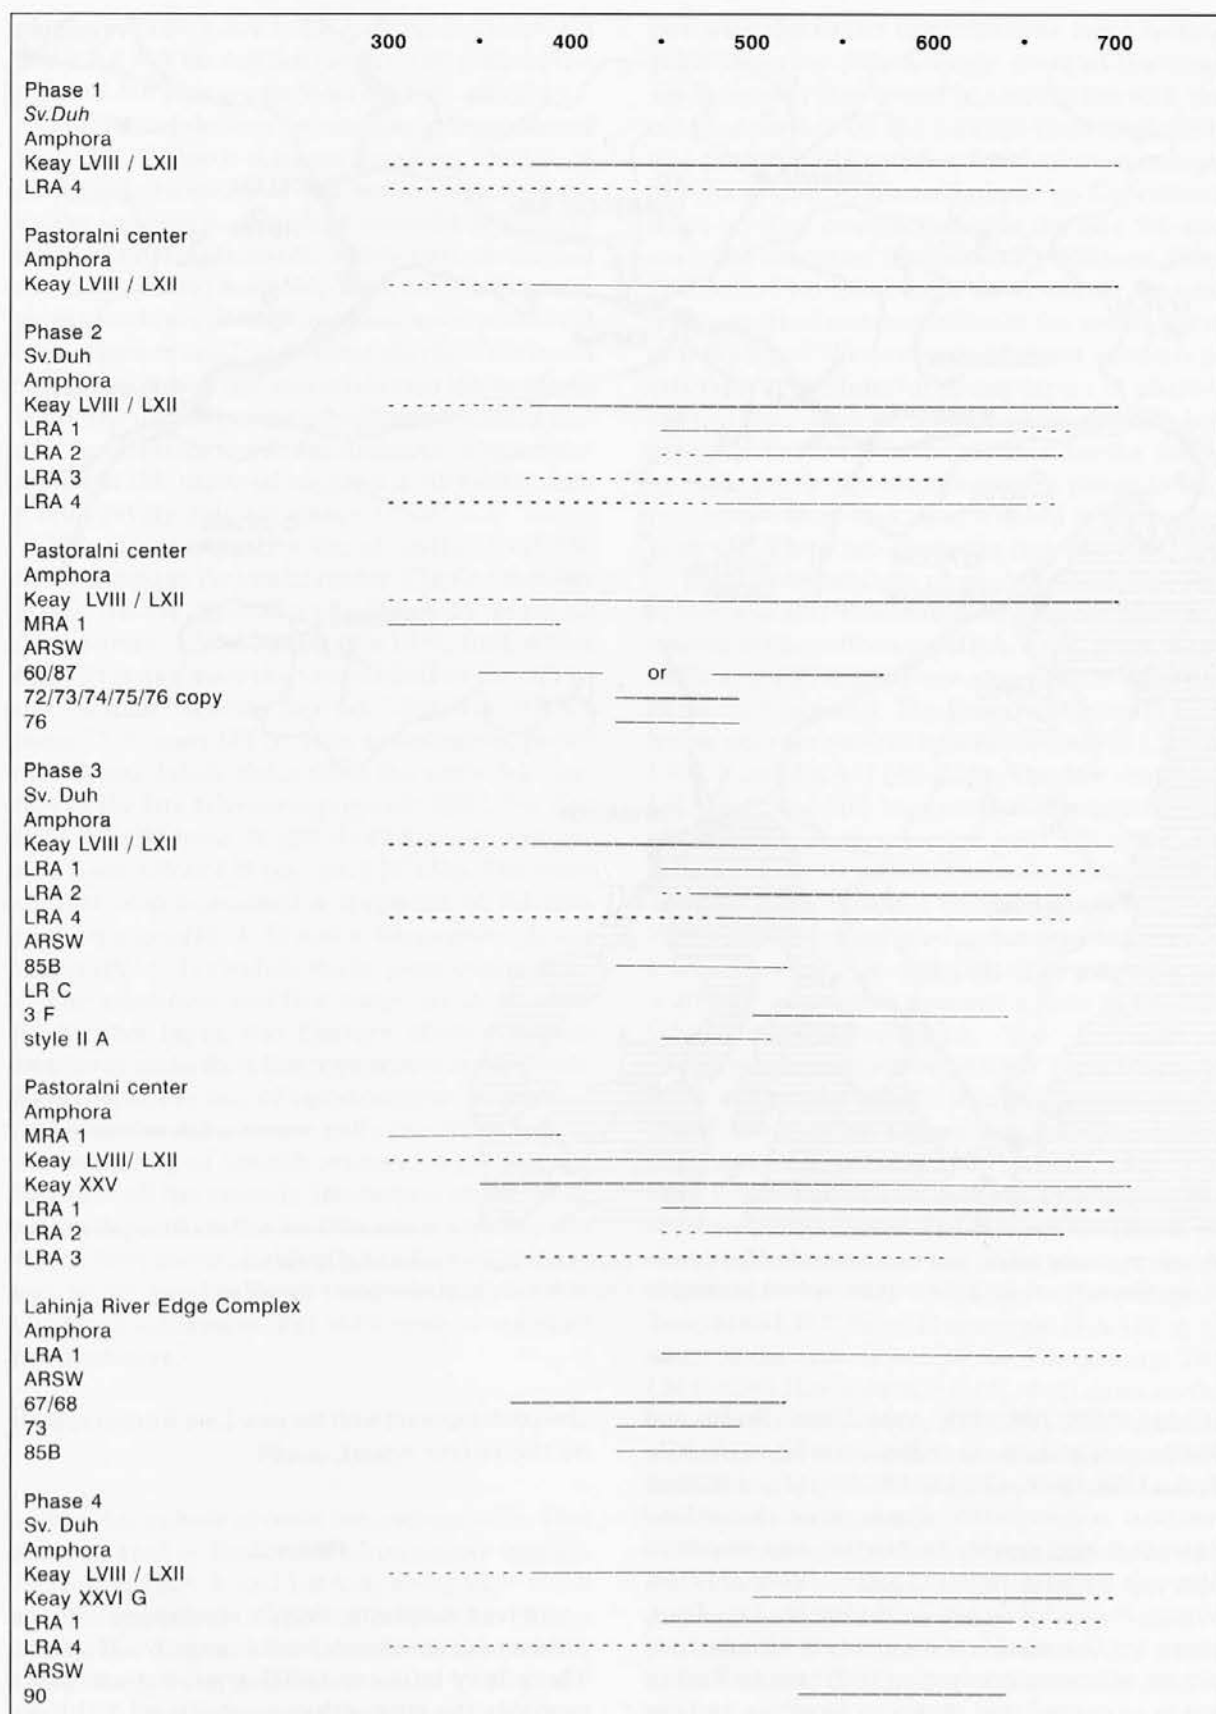 300 · 400 · 500 · 600 · 700
Phase 1
Sv.Duh
Amphora
Keay LVIII / LXII
LRA 4
Pastoralni center
Amphora
Keay LVIII / LXII
Phase 2
Sv.Duh
Amphora
Keay LVIII / LXII
LRA 1
LRA 2
LRA 3
LRA 4
Pastoralni center
Amphora
Keay LVIII / LXII
MRA 1
ARSW
60/87 or
72/73/74/75/76 copy
76
Phase 3
Sv. Duh
Amphora
Keay LVIII / LXII
LRA 1
LRA 2
LRA 4
ARSW
85B
LR C
3 F
style II A
Pastoralni center
Amphora
MRA 1
Keay LVIII/ LXII
Keay XXV
LRA 1
LRA 2
LRA 3
Lahinja River Edge Complex
Amphora
LRA 1
ARSW
67/68
73
85B
Phase 4
Sv. Duh
Amphora
Keay LVIII / LXII
Keay XXVI G
LRA 1
LRA 4
ARSW
90